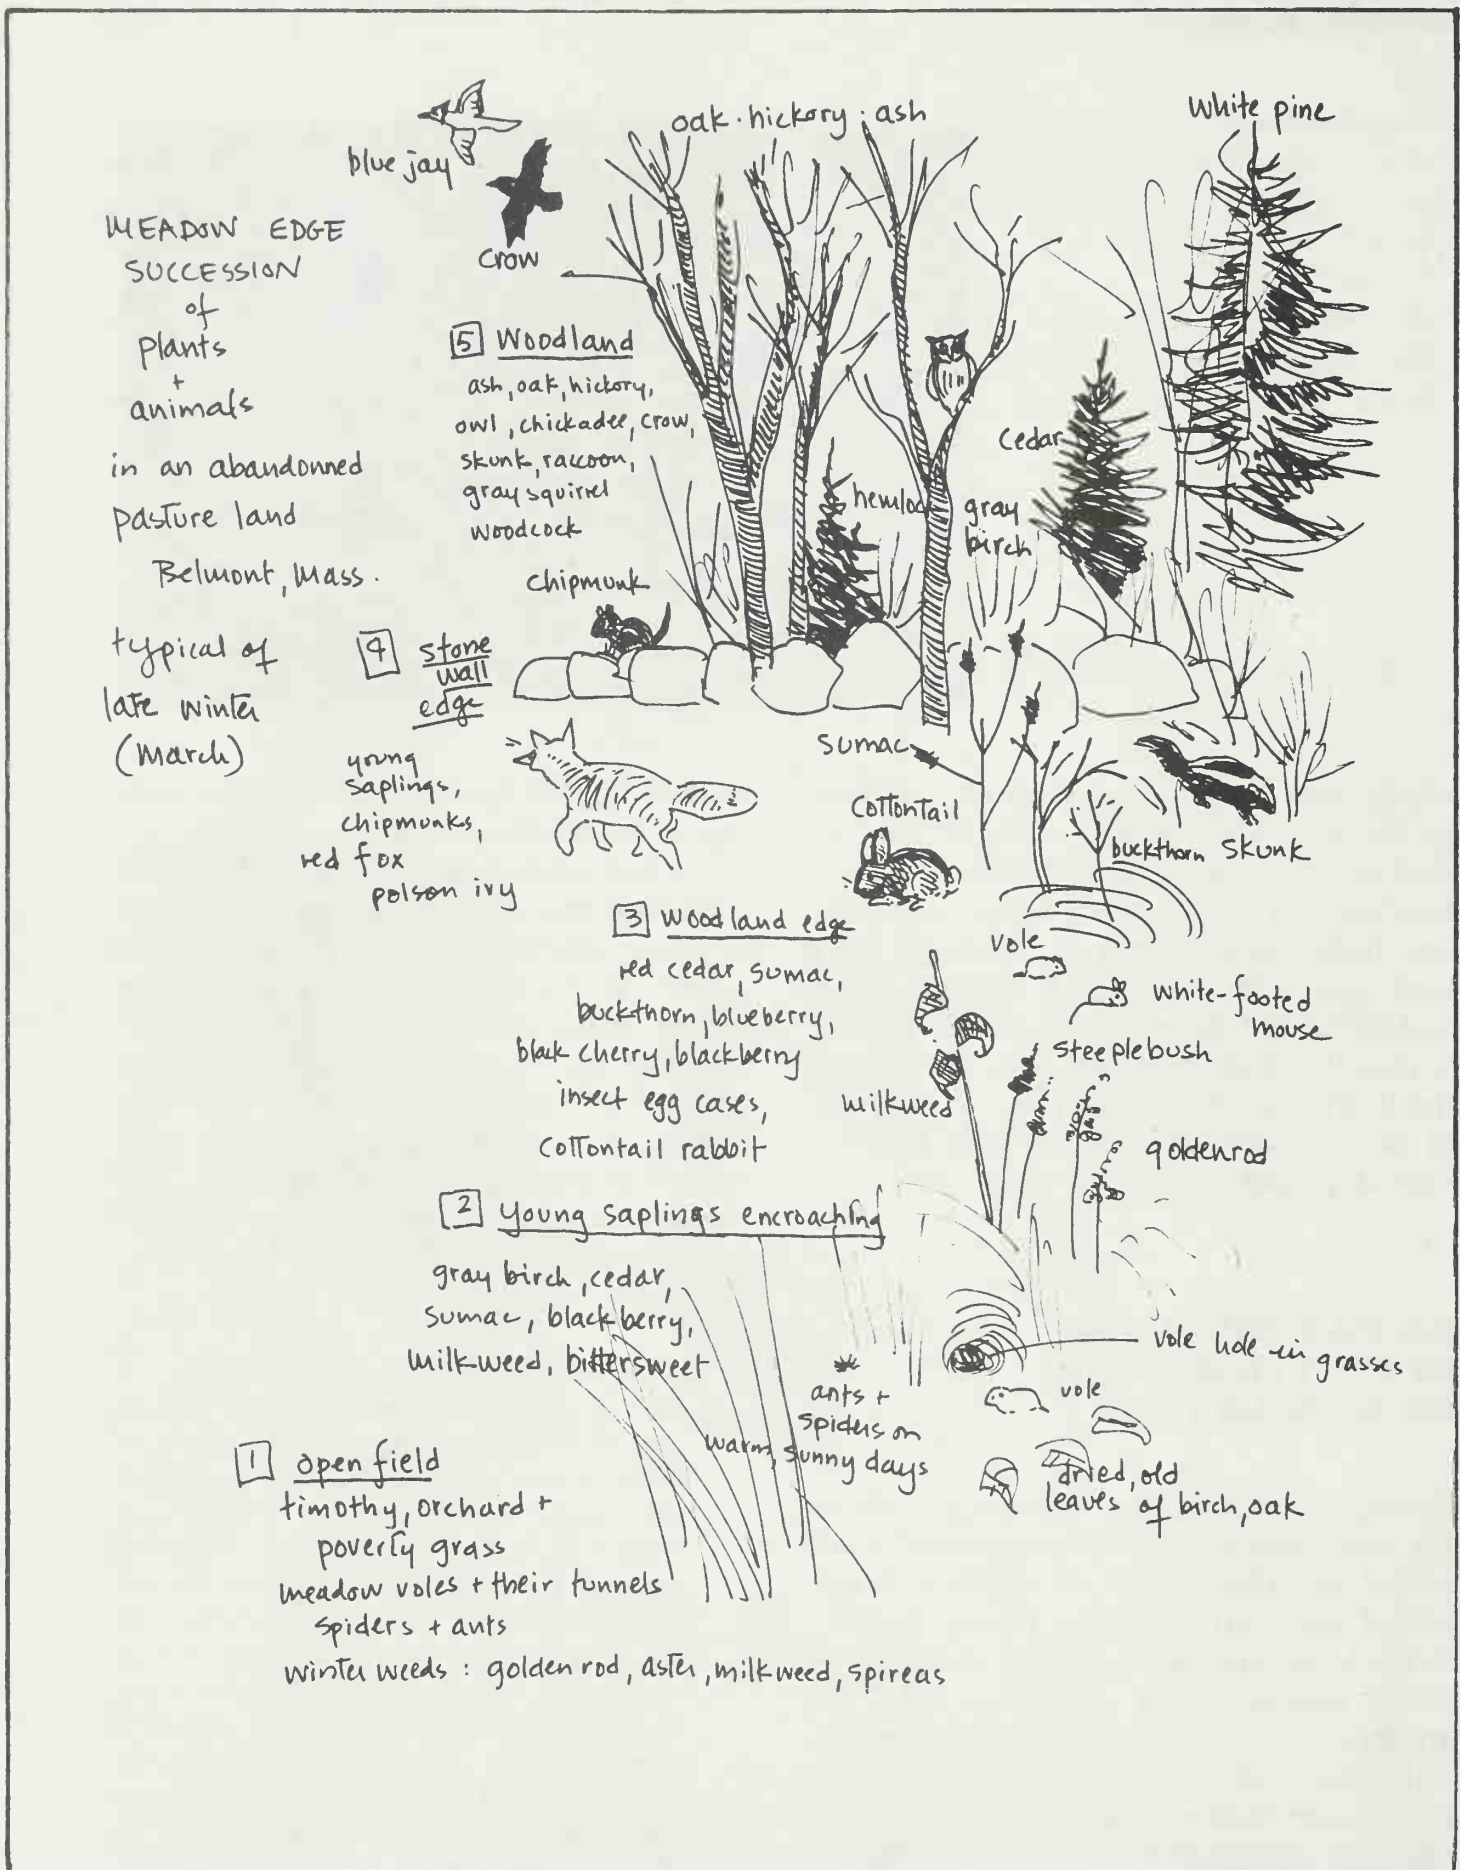 blue jay
crow
oak · hickory · ash
white pine
MEADOW EDGE
SUCCESSION
of
plants
+
animals
in an abandonned
pasture land
Belmont, Mass.
typical of
late winter
(March)
5 Woodland
ash, oak, hickory,
owl, chickadee, crow,
skunk, raccoon,
gray squirrel
woodcock
cedar
hemlock
gray
birch
chipmunk
4 stone
wall
edge
young
saplings,
chipmunks,
red fox
poison ivy
sumac
cottontail
buckthorn
skunk
3 Woodland edge
red cedar, sumac,
buckthorn, blueberry,
black cherry, blackberry
insect egg cases,
cottontail rabbit
vole
white-footed
mouse
steeplebush
milkweed
goldenrod
2 young saplings encroaching
gray birch, cedar,
sumac, blackberry,
milkweed, bittersweet
vole hole in grasses
vole
ants +
spiders on
warm, sunny days
dried, old
leaves of birch, oak
1 open field
timothy, orchard +
poverty grass
meadow voles + their tunnels
spiders + ants
winter weeds : goldenrod, aster, milkweed, spireas